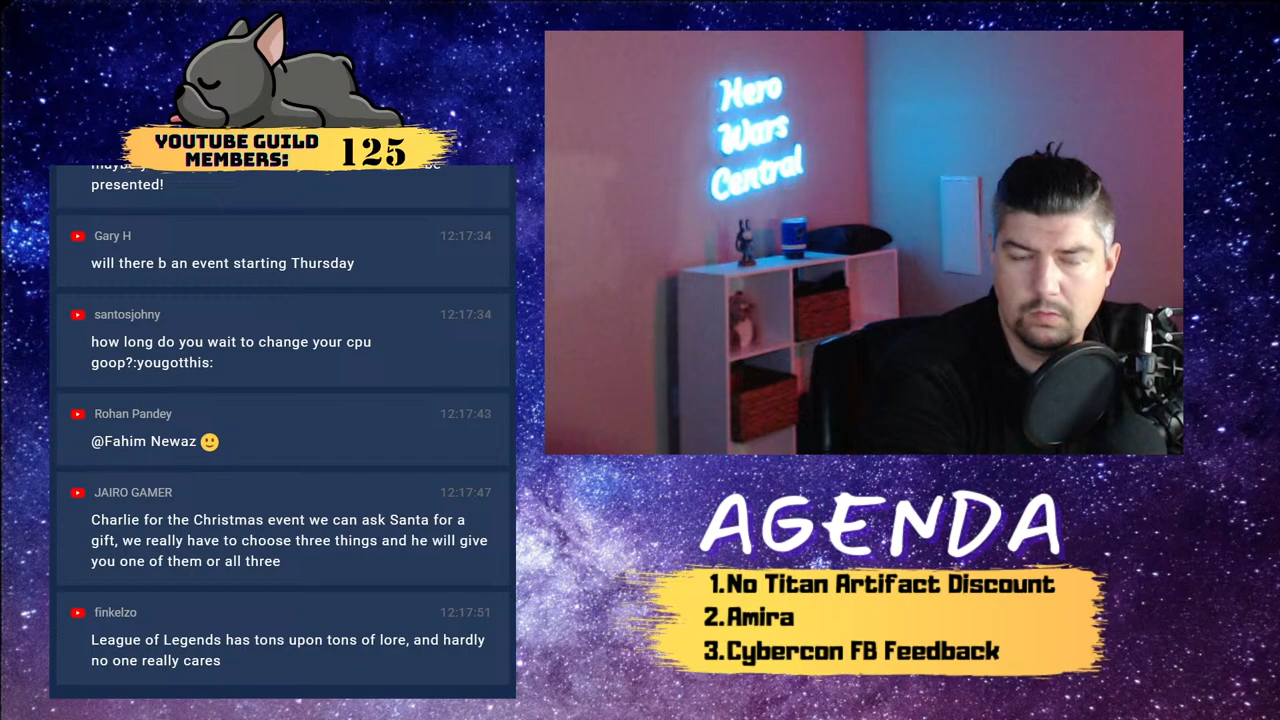 YOUTUBE GUILD
MEMBERS: 125
presented!
Gary H 12:17:34
will there b an event starting Thursday
santosjohny 12:17:34
how long do you wait to change your cpu
goop?:yougotthis:
Rohan Pandey 12:17:43
@Fahim Newaz 🙂
JAIRO GAMER 12:17:47
Charlie for the Christmas event we can ask Santa for a
gift, we really have to choose three things and he will give
you one of them or all three
finkelzo 12:17:51
League of Legends has tons upon tons of lore, and hardly
no one really cares
Hero
Wars
Central
AGENDA
1.No Titan Artifact Discount
2.Amira
3.Cybercon FB Feedback